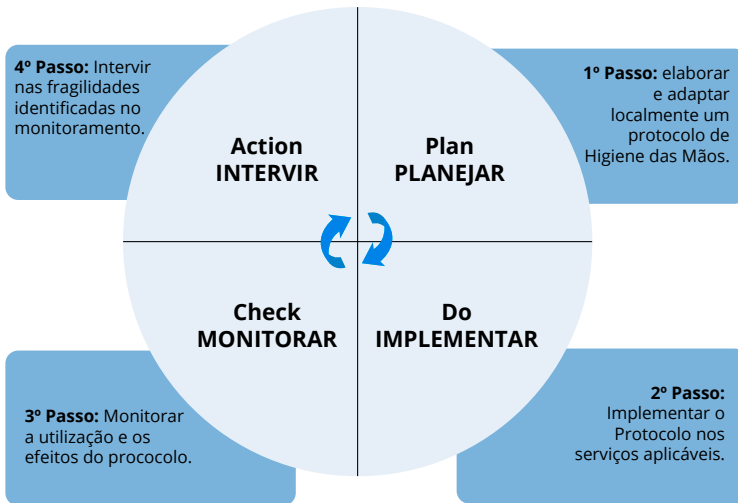 4º Passo: Intervir
nas fragilidades
identificadas no
monitoramento.
Action
INTERVIR
Plan
PLANEJAR
1º Passo: elaborar
e adaptar
localmente um
protocolo de
Higiene das Mãos.
Check
MONITORAR
Do
IMPLEMENTAR
3º Passo: Monitorar
a utilização e os
efeitos do prococolo.
2º Passo:
Implementar o
Protocolo nos
serviços aplicáveis.